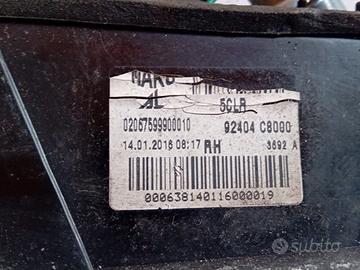 AL
5CLR
02067599900010
92404 C8000
14.01.2016 08:17 RH
3692 A
000638140116000019
subito